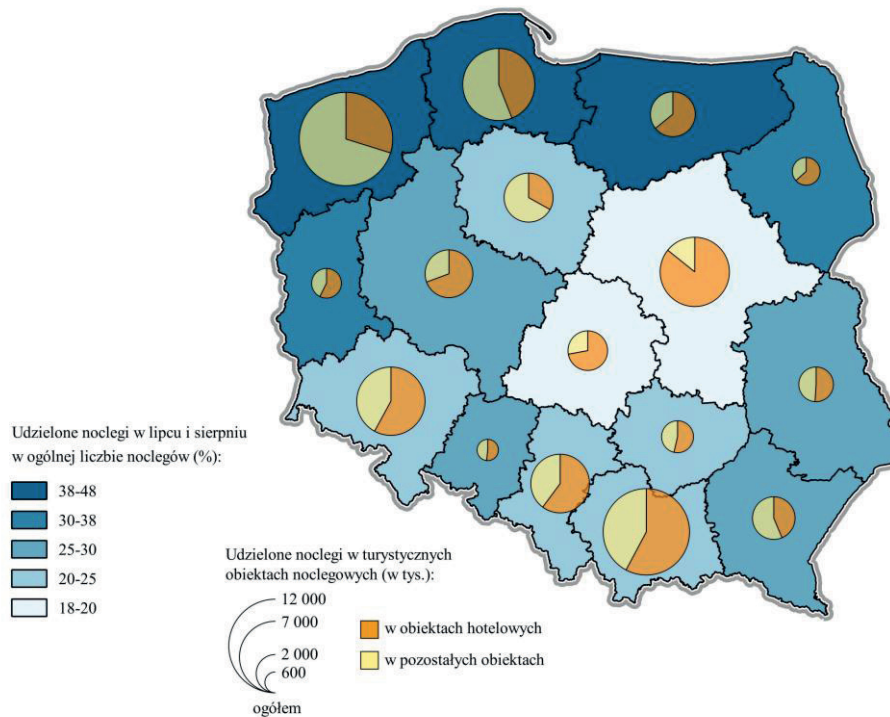 Udzielone noclegi w lipcu i sierpniu
w ogólnej liczbie noclegów (%):
38-48
30-38
25-30
20-25
18-20
Udzielone noclegi w turystycznych
obiektach noclegowych (w tys.):
12 000
7 000
2 000
600
ogółem
w obiektach hotelowych
w pozostałych obiektach